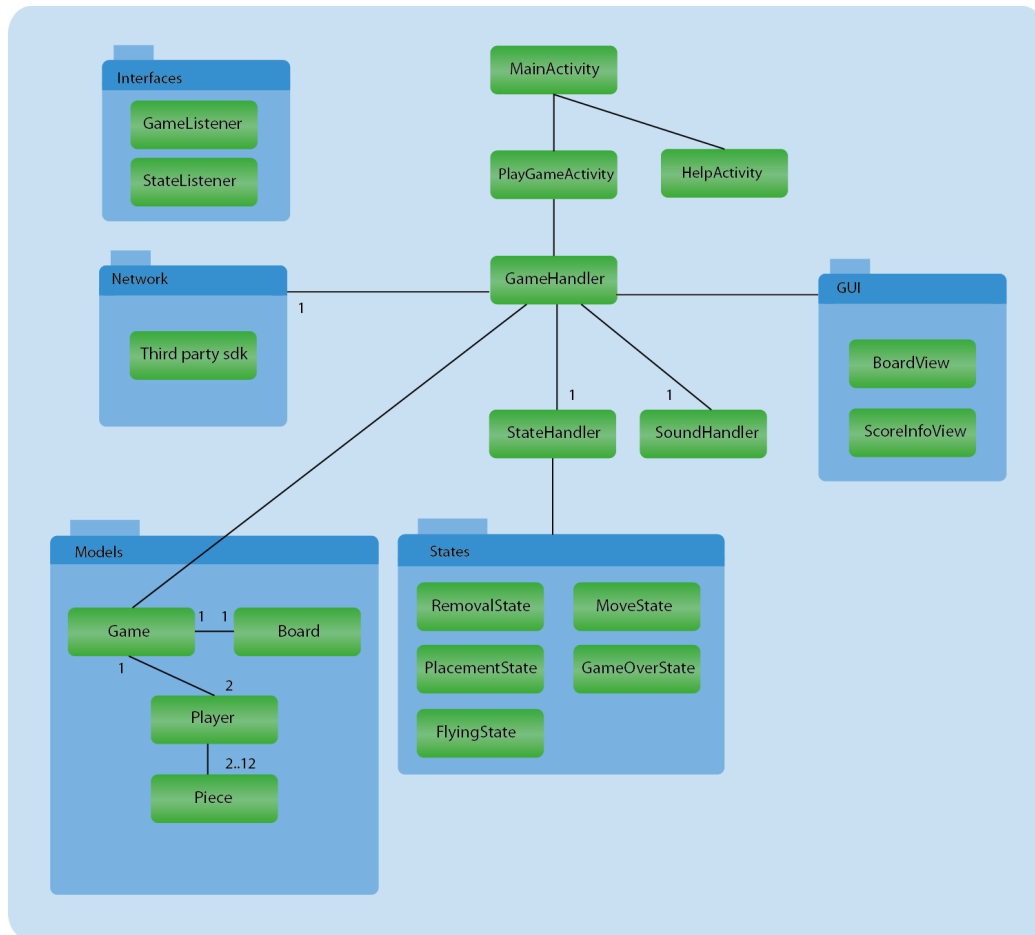 MainActivity
Interfaces
GameListener
StateListener
PlayGameActivity
HelpActivity
Network
1
Third party sdk
GameHandler
GUI
BoardView
ScoreInfoView
1
1
StateHandler
SoundHandler
Models
Game
1
1
Board
1
2
Player
2..12
Piece
States
RemovalState
MoveState
PlacementState
GameOverState
FlyingState